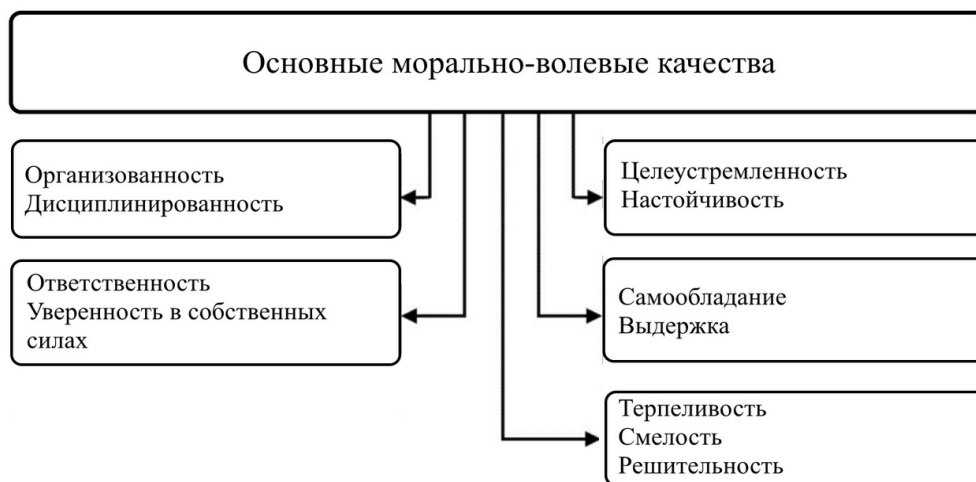 Основные морально-волевые качества
Организованность
Дисциплинированность
Целеустремленность
Настойчивость
Ответственность
Уверенность в собственных
силах
Самообладание
Выдержка
Терпеливость
Смелость
Решительность